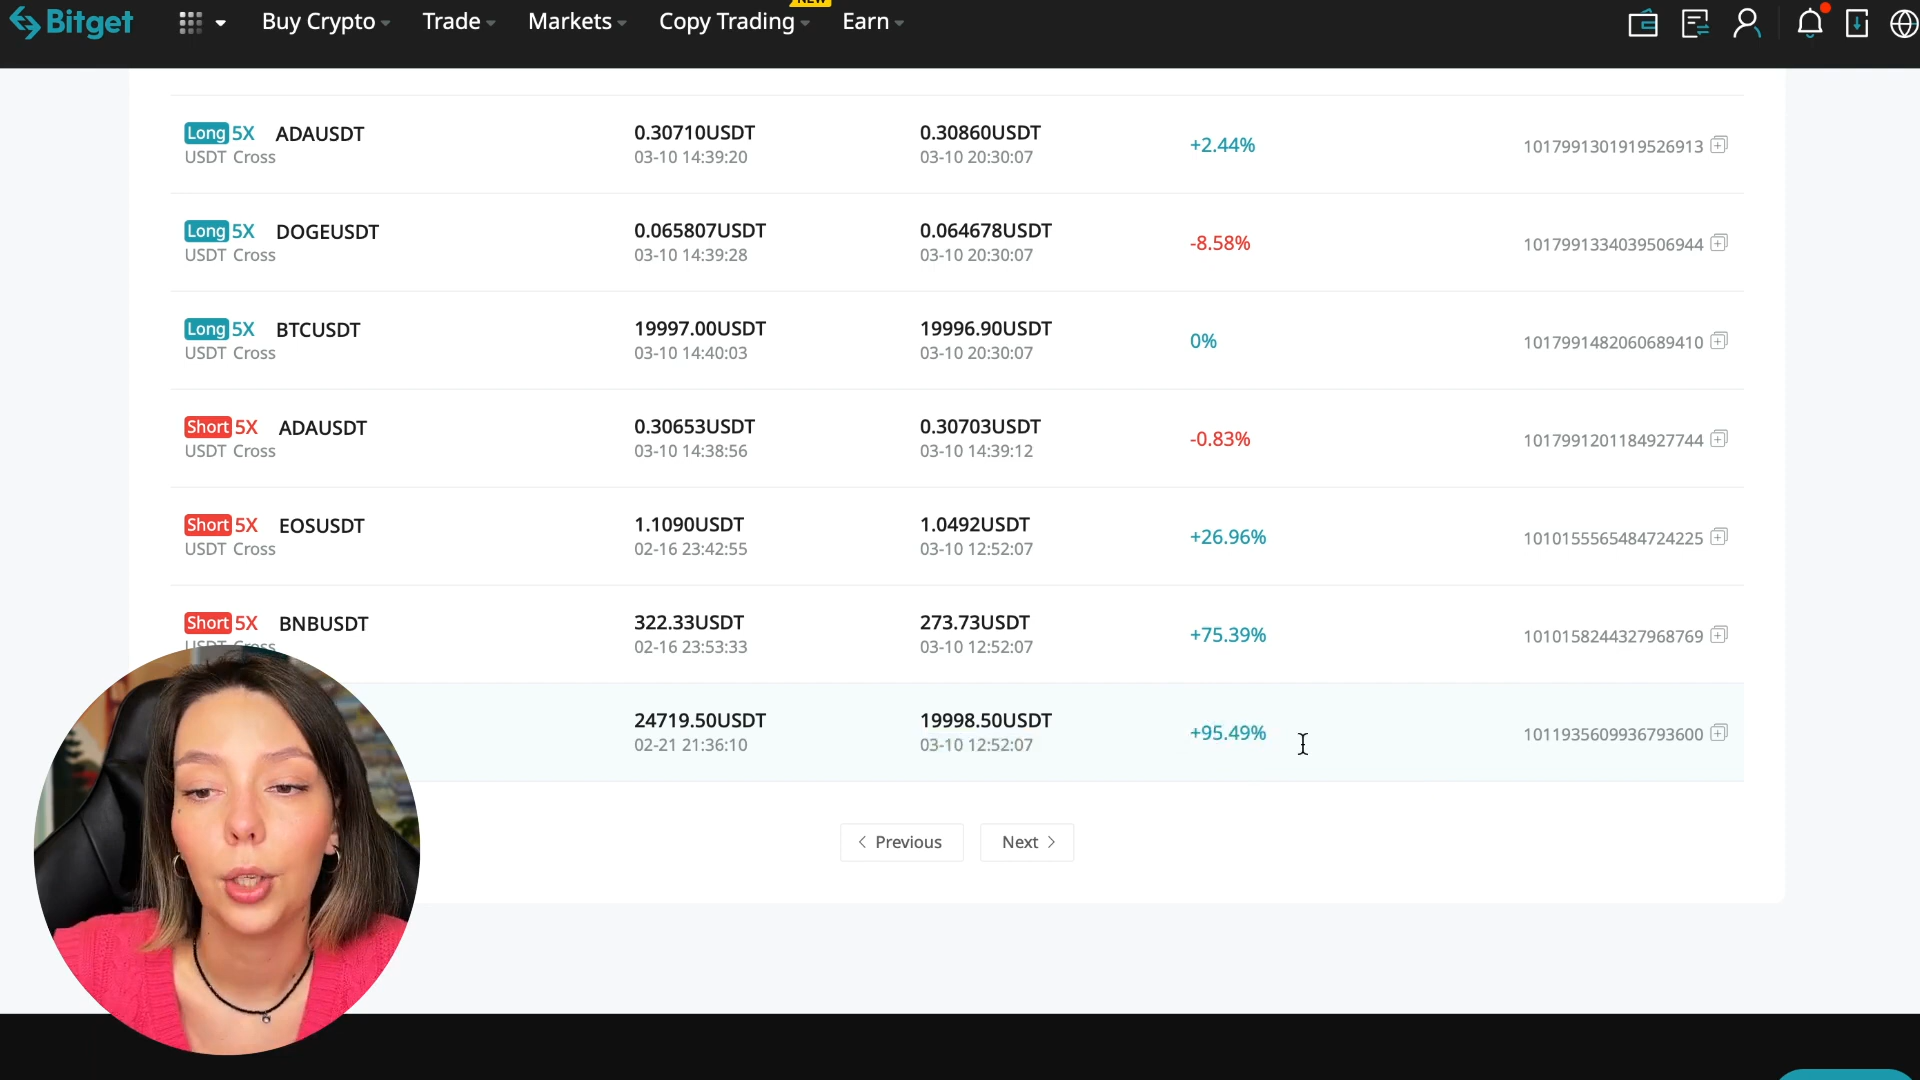 Bitget
Buy Crypto
Trade
Markets
Copy Trading
NEW
Earn
Long 5X ADAUSDT 0.30710USDT 0.30860USDT +2.44% 1017991301919526913
USDT Cross 03-10 14:39:20 03-10 20:30:07
Long 5X DOGEUSDT 0.065807USDT 0.064678USDT -8.58% 1017991334039506944
USDT Cross 03-10 14:39:28 03-10 20:30:07
Long 5X BTCUSDT 19997.00USDT 19996.90USDT 0% 1017991482060689410
USDT Cross 03-10 14:40:03 03-10 20:30:07
Short 5X ADAUSDT 0.30653USDT 0.30703USDT -0.83% 1017991201184927744
USDT Cross 03-10 14:38:56 03-10 14:39:12
Short 5X EOSUSDT 1.1090USDT 1.0492USDT +26.96% 1010155565484724225
USDT Cross 02-16 23:42:55 03-10 12:52:07
Short 5X BNBUSDT 322.33USDT 273.73USDT +75.39% 1010158244327968769
USDT Cross 02-16 23:53:33 03-10 12:52:07
24719.50USDT 19998.50USDT +95.49% 1011935609936793600
02-21 21:36:10 03-10 12:52:07
Previous
Next